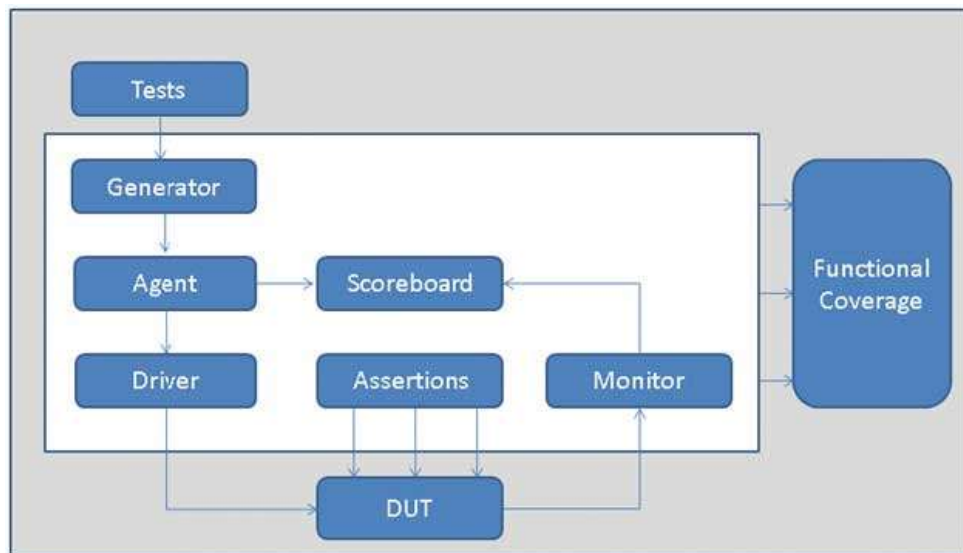 Tests
Generator
Agent
Scoreboard
Functional
Coverage
Driver
Assertions
Monitor
DUT